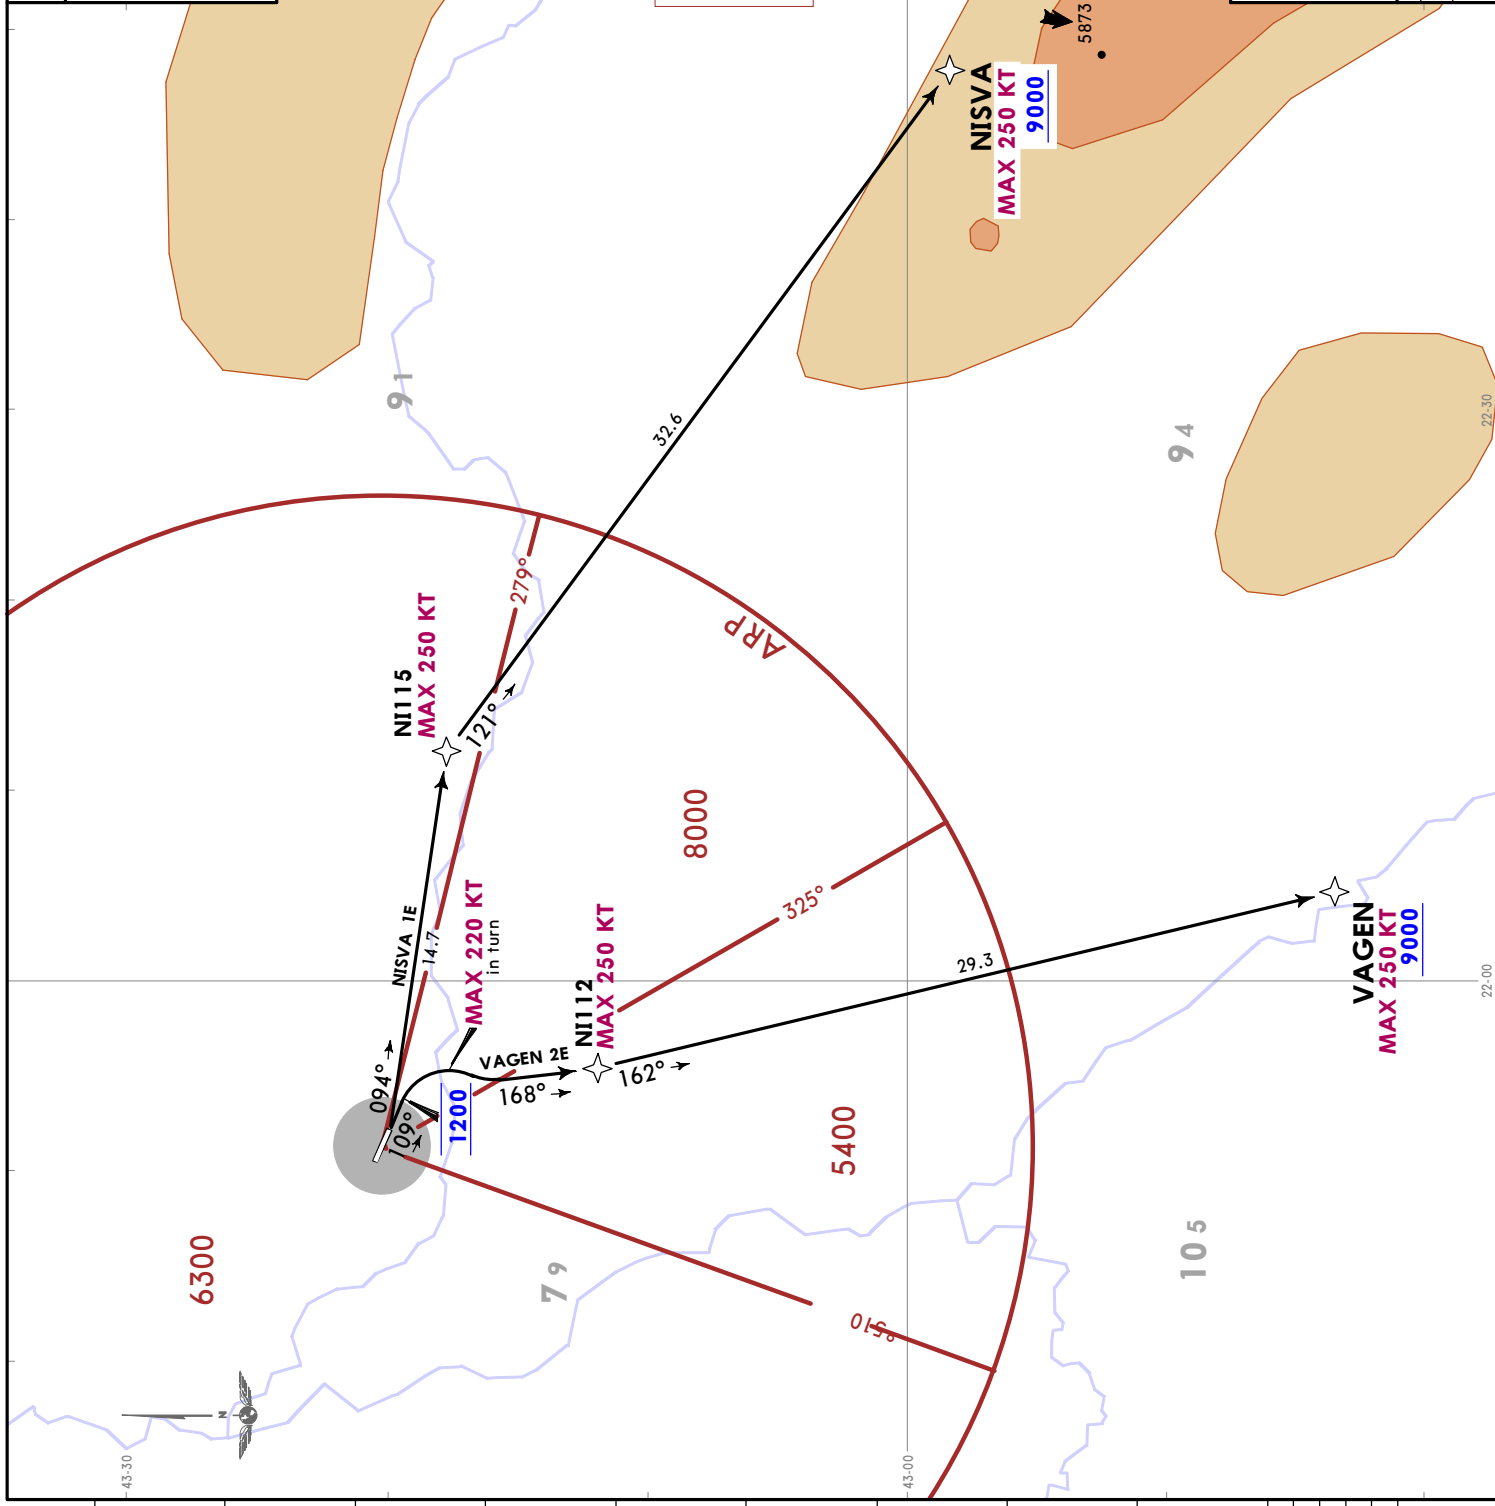 5873
NISVA
MAX 250 KT
9000
91
32.6
94
22-30
279°
ARP
NI115
MAX 250 KT
121°
8000
NISVA 1E
14.7
MAX 220 KT
in turn
325°
NI112
MAX 250 KT
29.3
VAGEN
MAX 250 KT
9000
22-00
094°
109°
VAGEN 2E
168°
162°
1200
5400
6300
79
105
015°
N
43-30
43-00